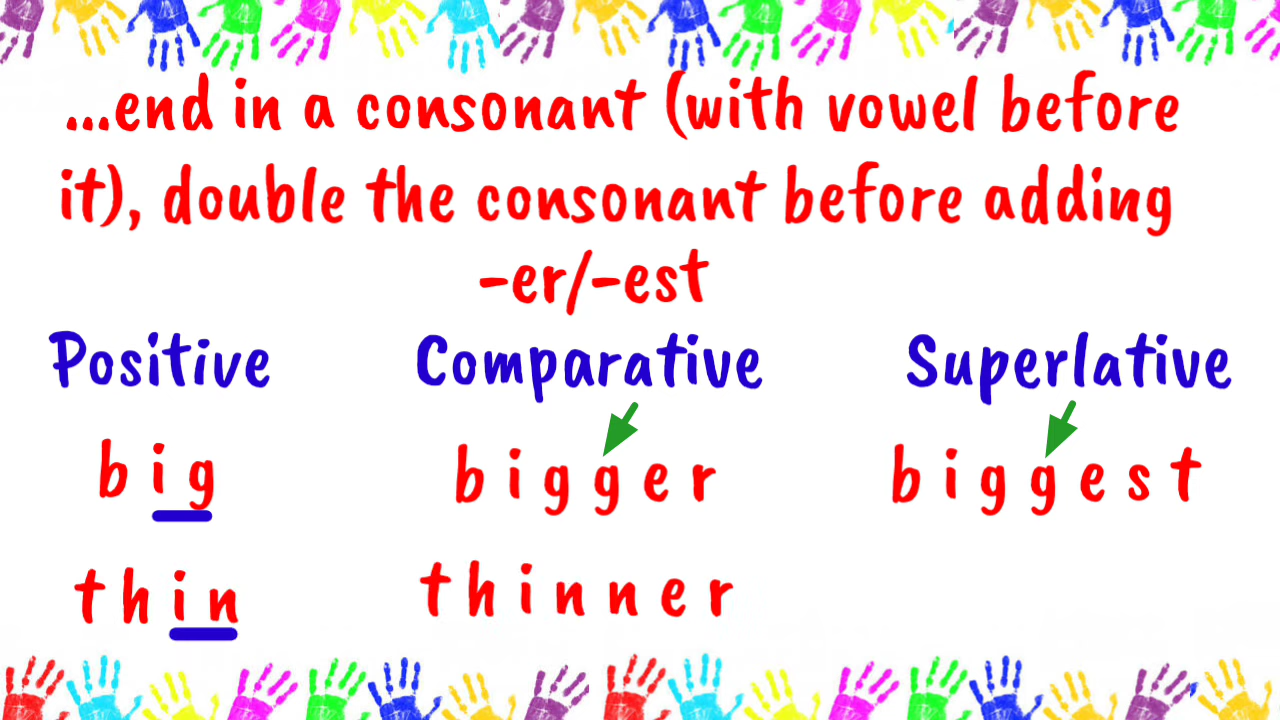 ...end in a consonant (with vowel before
it), double the consonant before adding
-er/-est
Positive Comparative Superlative
big bigger biggest
thin thinner